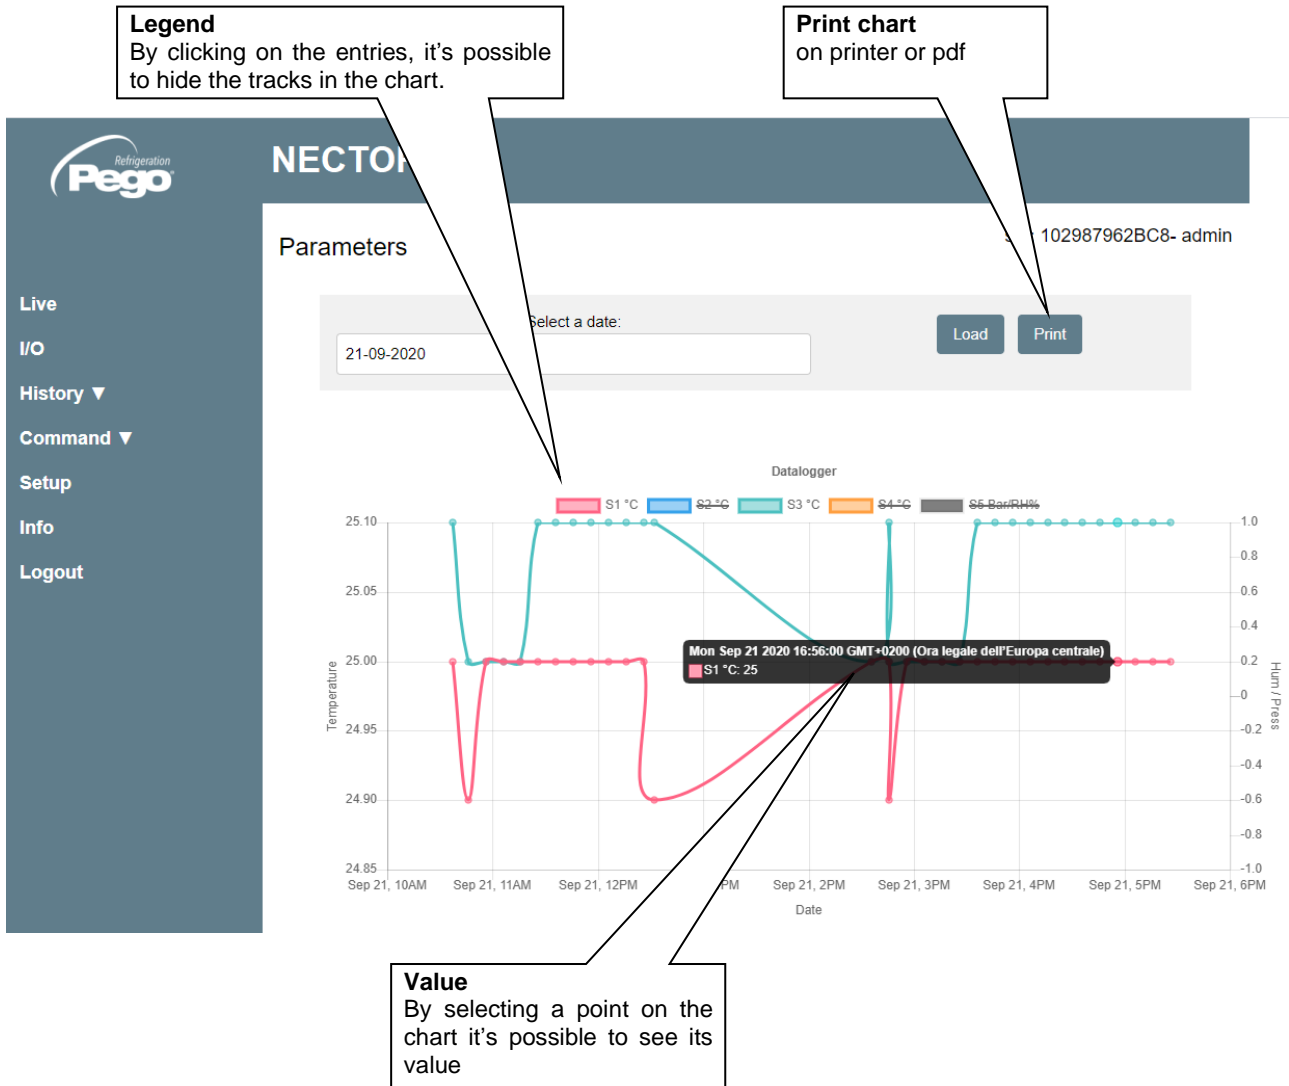 Legend
By clicking on the entries, it's possible
to hide the tracks in the chart.
Print chart
on printer or pdf
Refrigeration
Pego
NECTOR
Parameters
102987962BC8- admin
Live
I/O
History ▼
Command ▼
Setup
Info
Logout
Select a date:
21-09-2020
Load
Print
Datalogger
S1 °C
S2 °C
S3 °C
S4 °C
S5 Bar/RH%
25.10
25.05
25.00
24.95
24.90
24.85
Temperature
1.0
0.8
0.6
0.4
0.2
0
-0.2
-0.4
-0.6
-0.8
-1.0
Hum / Press
Mon Sep 21 2020 16:56:00 GMT+0200 (Ora legale dell'Europa centrale)
S1 °C: 25
Sep 21, 10AM
Sep 21, 11AM
Sep 21, 12PM
PM
Sep 21, 2PM
Sep 21, 3PM
Sep 21, 4PM
Sep 21, 5PM
Sep 21, 6PM
Date
Value
By selecting a point on the
chart it's possible to see its
value